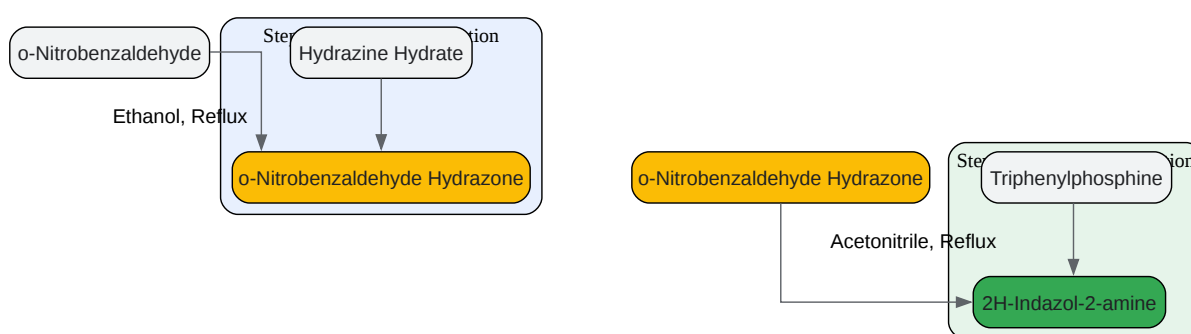 o-Nitrobenzaldehyde
Hydrazine Hydrate
Ethanol, Reflux
o-Nitrobenzaldehyde Hydrazone
o-Nitrobenzaldehyde Hydrazone
Triphenylphosphine
Acetonitrile, Reflux
2H-Indazol-2-amine